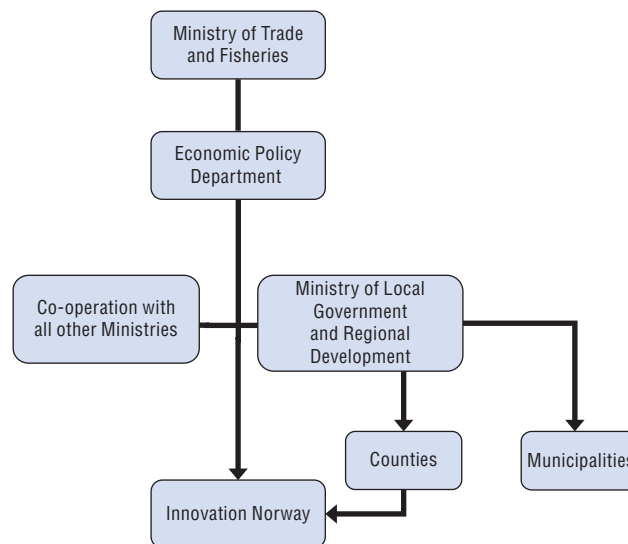 Ministry of Trade
and Fisheries
Economic Policy
Department
Co-operation with
all other Ministries
Ministry of Local
Government
and Regional
Development
Counties
Municipalities
Innovation Norway